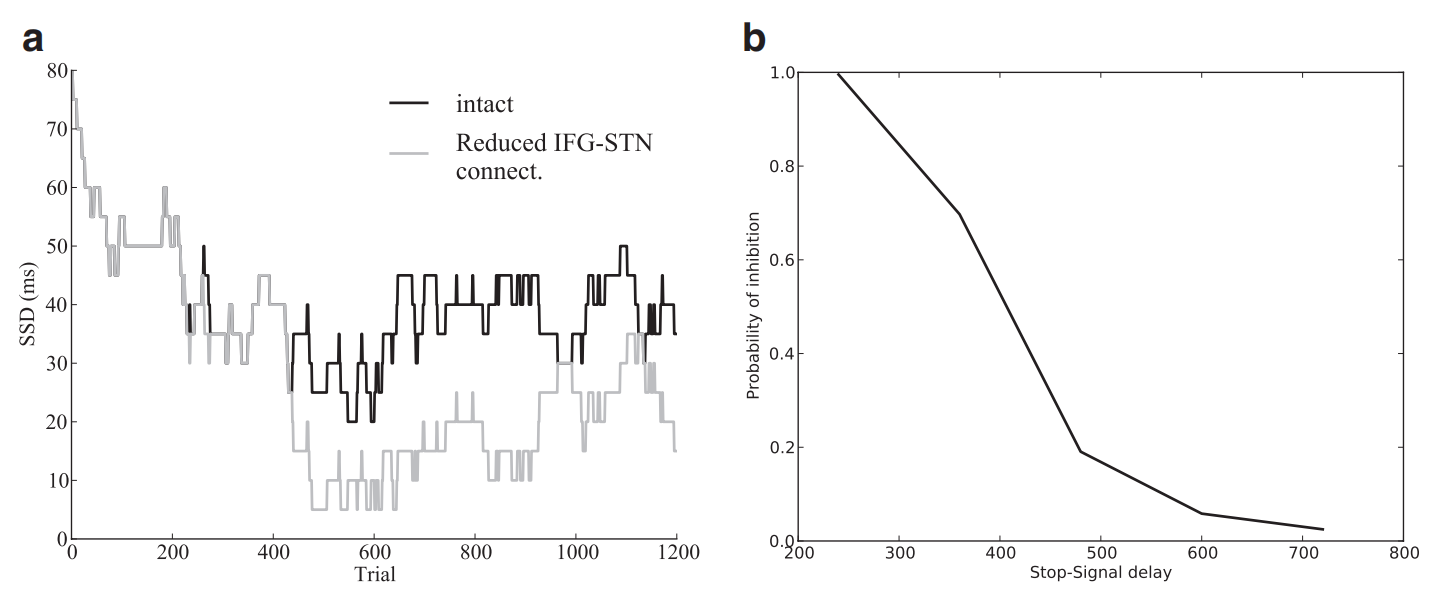 a
80
70
60
50
40
30
20
10
0
SSD (ms)
0 200 400 600 800 1000 1200
Trial
intact
Reduced IFG-STN
connect.
b
1.0
0.8
0.6
0.4
0.2
0.0
Probability of inhibition
200 300 400 500 600 700 800
Stop-Signal delay